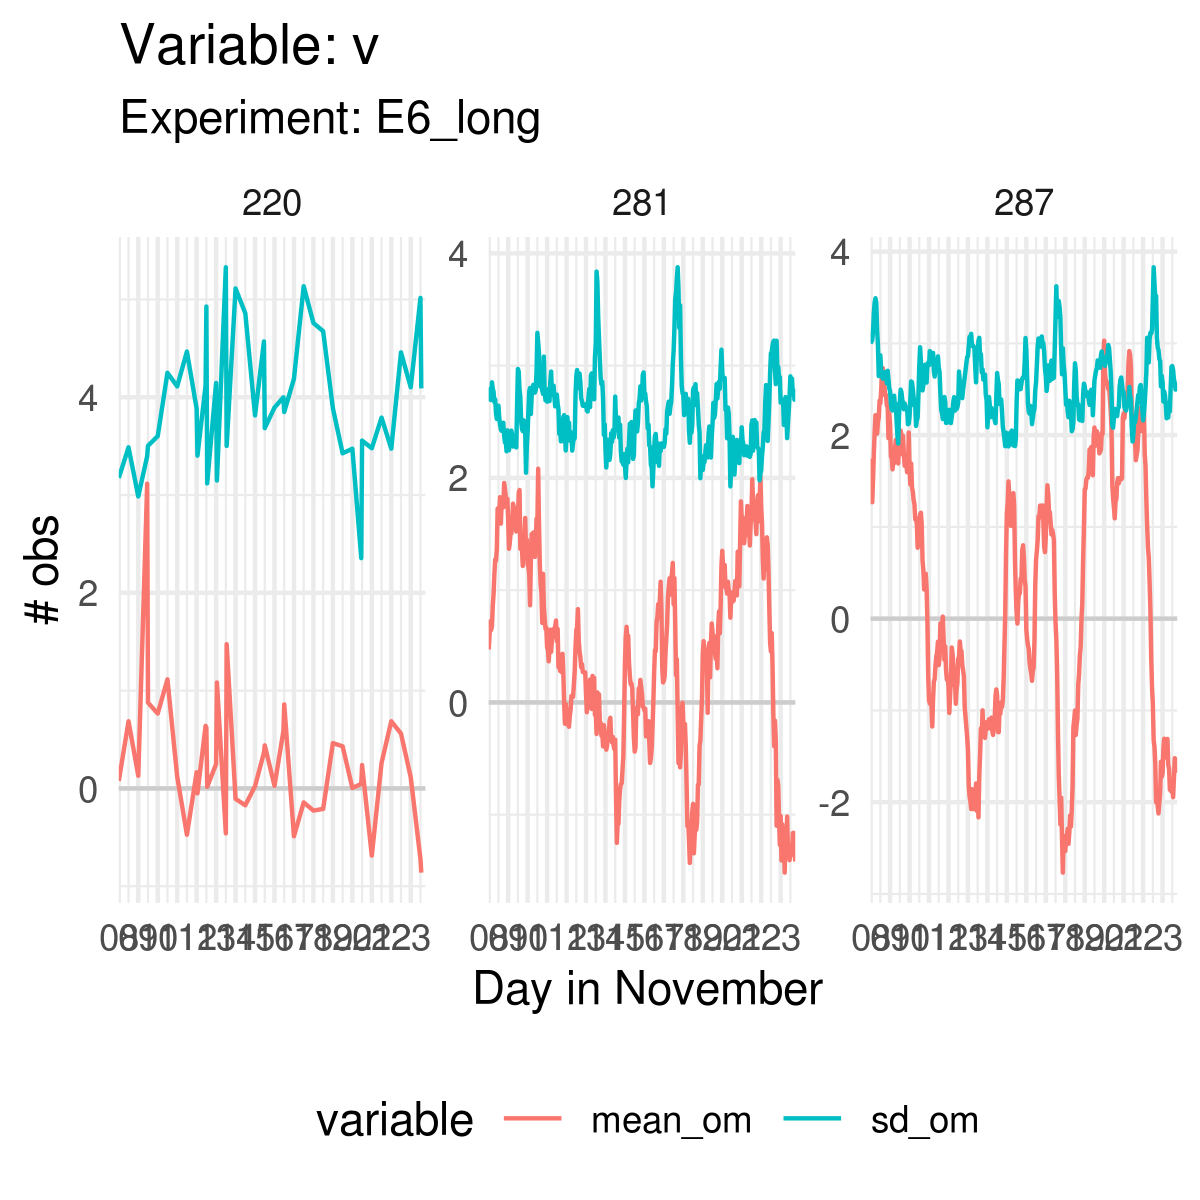 Variable: v
Experiment: E6_long
220
281
287
4
2
0
4
2
0
4
2
0
-2
# obs
Day in November
variable
mean_om
sd_om